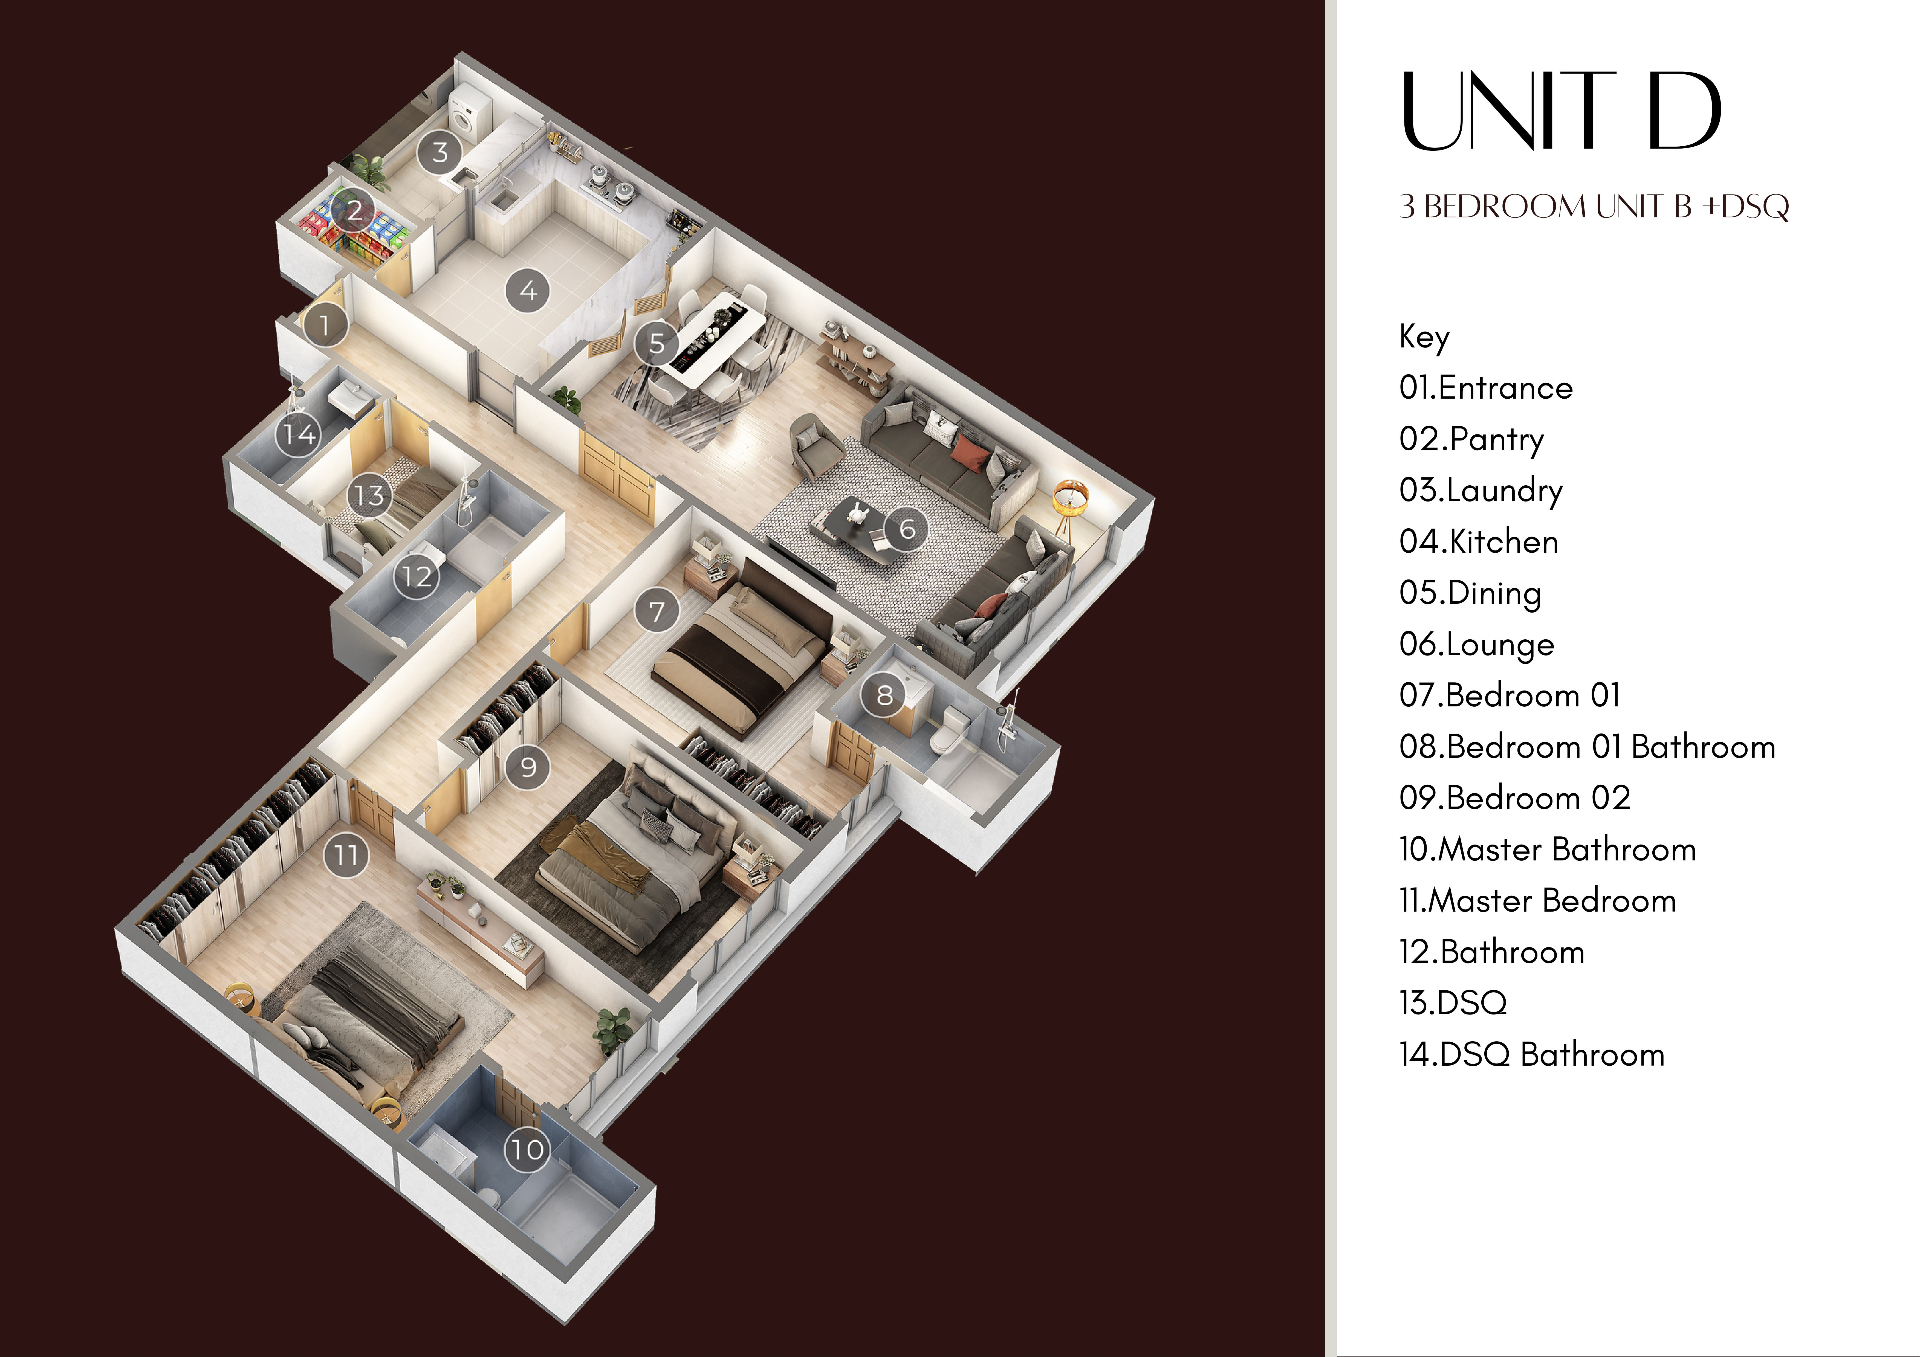 UNIT D
3 BEDROOM UNIT B +DSQ
Key
01.Entrance
02.Pantry
03.Laundry
04.Kitchen
05.Dining
06.Lounge
07.Bedroom 01
08.Bedroom 01 Bathroom
09.Bedroom 02
10.Master Bathroom
11.Master Bedroom
12.Bathroom
13.DSQ
14.DSQ Bathroom
3
2
4
1
5
14
13
6
12
7
8
9
11
10